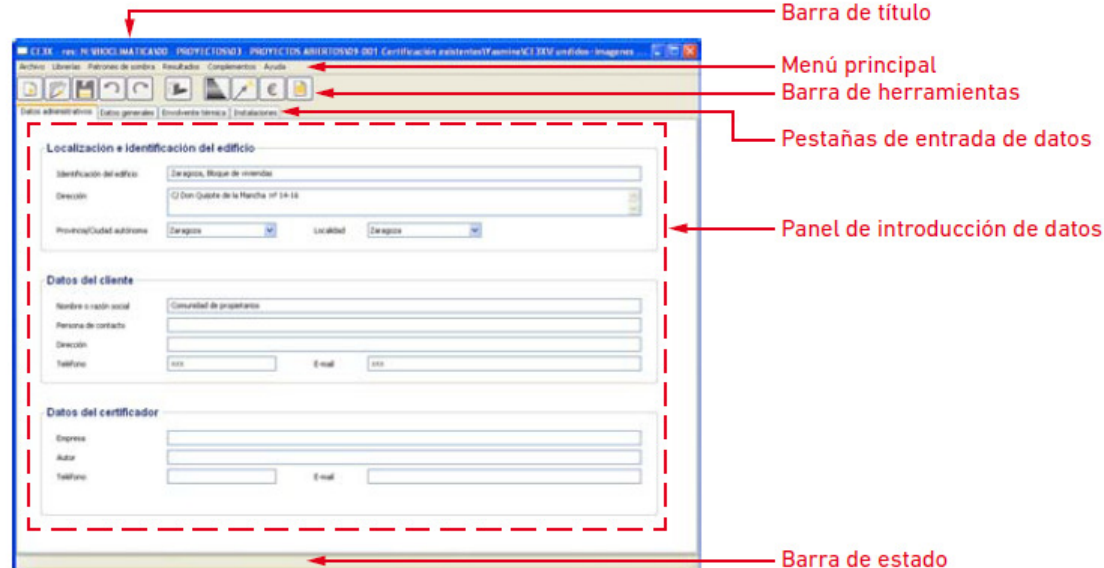 Barra de título
CE3X - res: N:\BIOCLIMATICA\00 - PROYECTOS\03 - PROYECTOS ABIERTOS\09-001 Certificación existentes\Yasmina\CE3X\ -imagenes ...
Menú principal
Archivo Librerías Patrones de sombra Resultados Complementos Ayuda
Barra de herramientas
€
Datos administrativos Datos generales Envolvente térmica Instalaciones
Pestañas de entrada de datos
Localización e identificación del edificio
Identificación del edificio Zaragoza, Bloque de viviendas
Dirección C/ Don Quijote de la Mancha nº 14-16
Provincia/Ciudad autónoma Zaragoza Localidad Zaragoza
Panel de introducción de datos
Datos del cliente
Nombre o razón social Comunidad de propietarios
Persona de contacto
Dirección
Teléfono xxx E-mail xxx
Datos del certificador
Empresa
Autor
Teléfono E-mail
Barra de estado